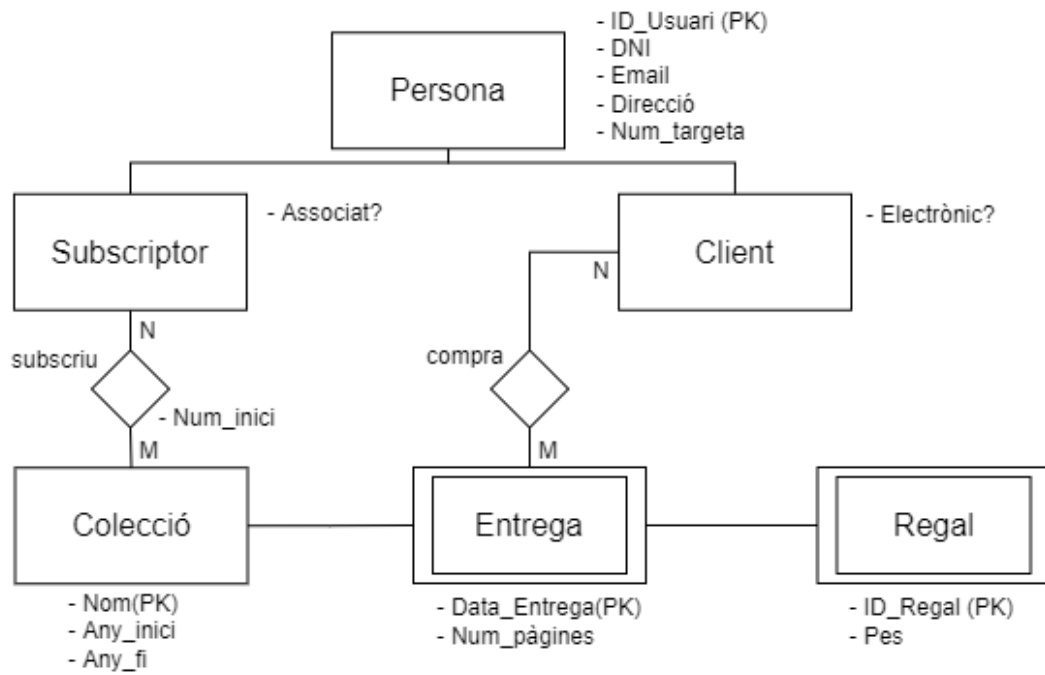 Persona
- ID_Usuari (PK)
- DNI
- Email
- Direcció
- Num_targeta
Subscriptor
- Associat?
Client
- Electrònic?
N
N
subscriu
compra
- Num_inici
M
M
Colecció
Entrega
Regal
- Nom(PK)
- Any_inici
- Any_fi
- Data_Entrega(PK)
- Num_pàgines
- ID_Regal (PK)
- Pes